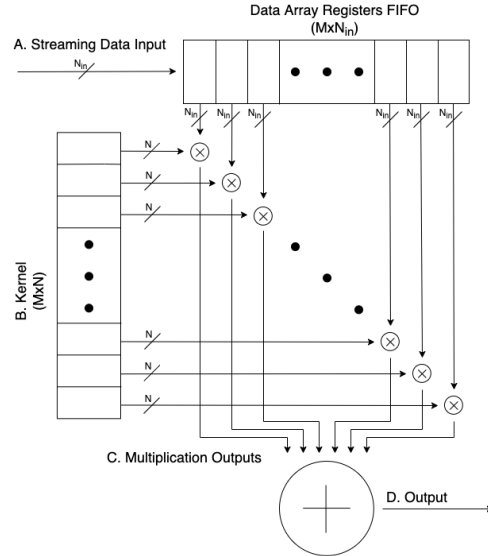 Data Array Registers FIFO
(MxNin)
A. Streaming Data Input
Nin
Nin Nin Nin Nin Nin Nin
N
N
N
B. Kernel
(MxN)
N
N
N
C. Multiplication Outputs
D. Output